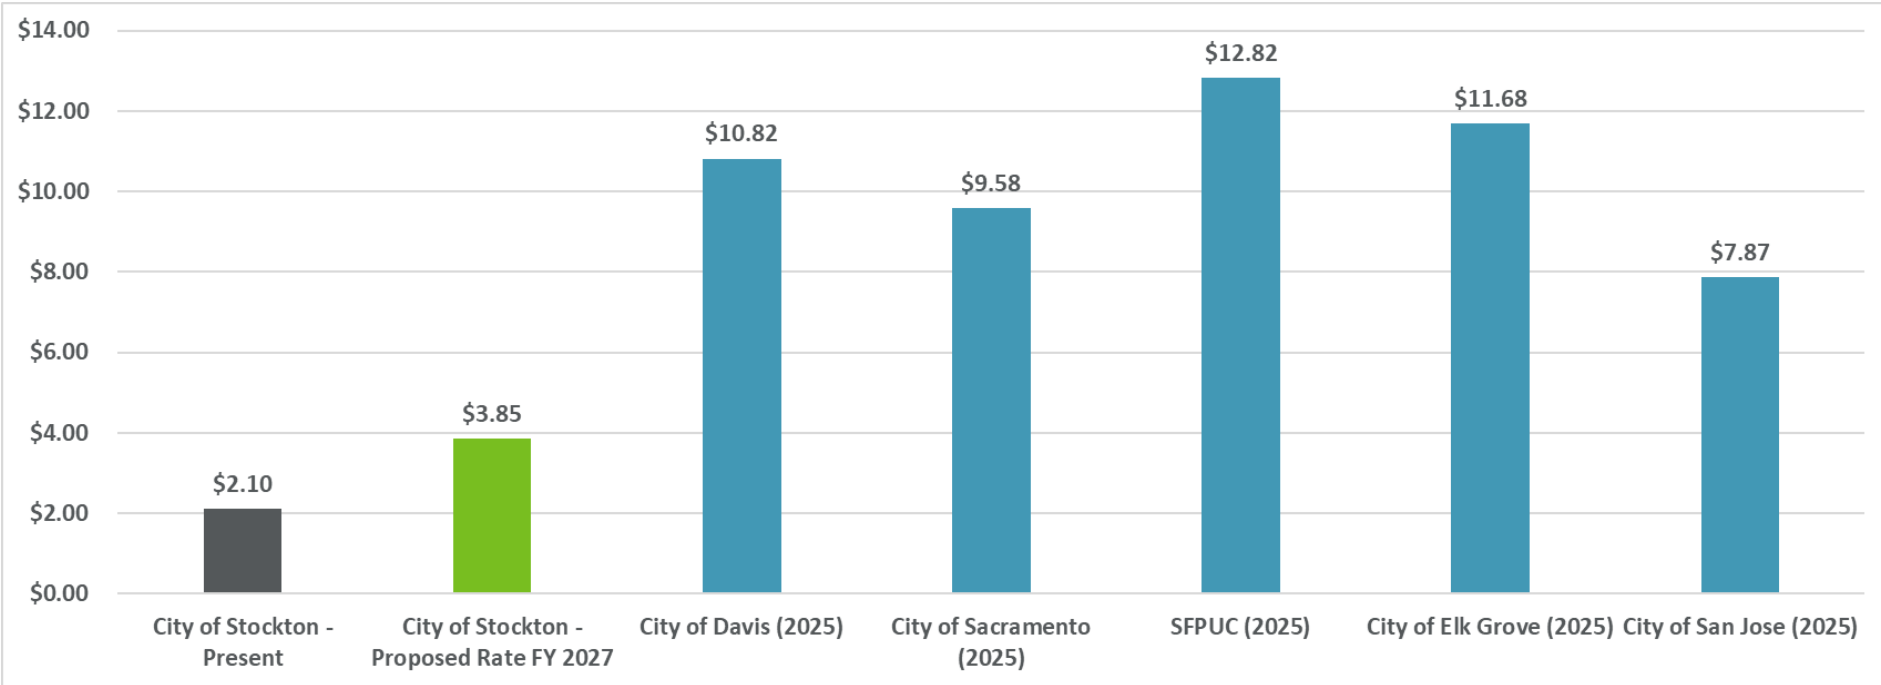 $14.00
$12.00
$10.00
$8.00
$6.00
$4.00
$2.00
$0.00
$2.10
$3.85
$10.82
$9.58
$12.82
$11.68
$7.87
City of Stockton -
Present
City of Stockton -
Proposed Rate FY 2027
City of Davis (2025)
City of Sacramento
(2025)
SFPUC (2025)
City of Elk Grove (2025)
City of San Jose (2025)